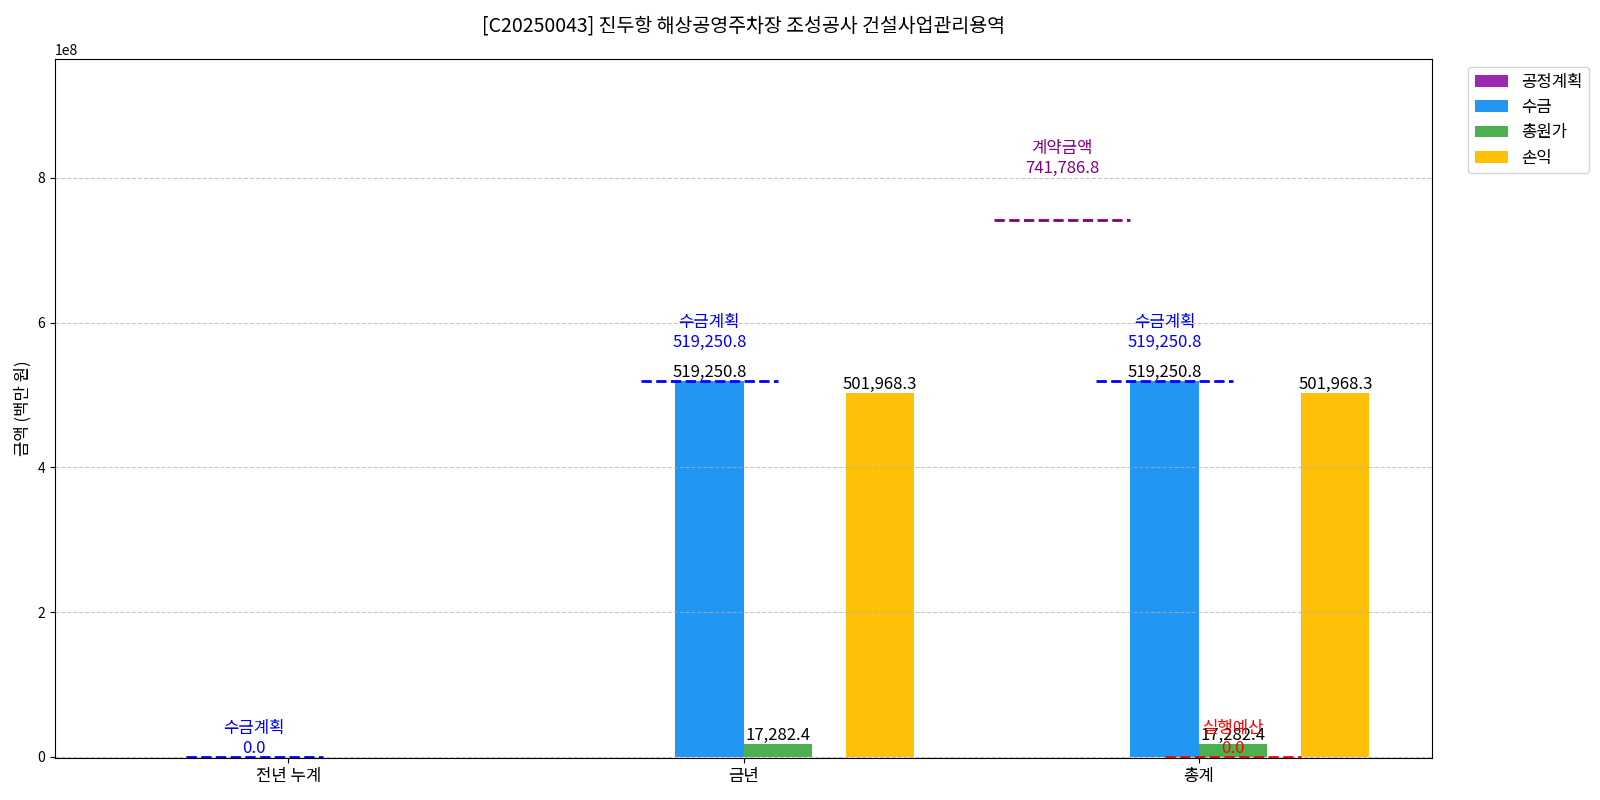 [C20250043] 진두항 해상공영주차장 조성공사 건설사업관리용역
1e8
공정계획
수금
총원가
손익
계약금액
741,786.8
8
수금계획
519,250.8
519,250.8
501,968.3
수금계획
519,250.8
519,250.8
501,968.3
6
금액 (백만 원)
4
2
수금계획
0.0
17,282.4
실행예산
17,282.4
0.0
0
전년 누계
금년
총계